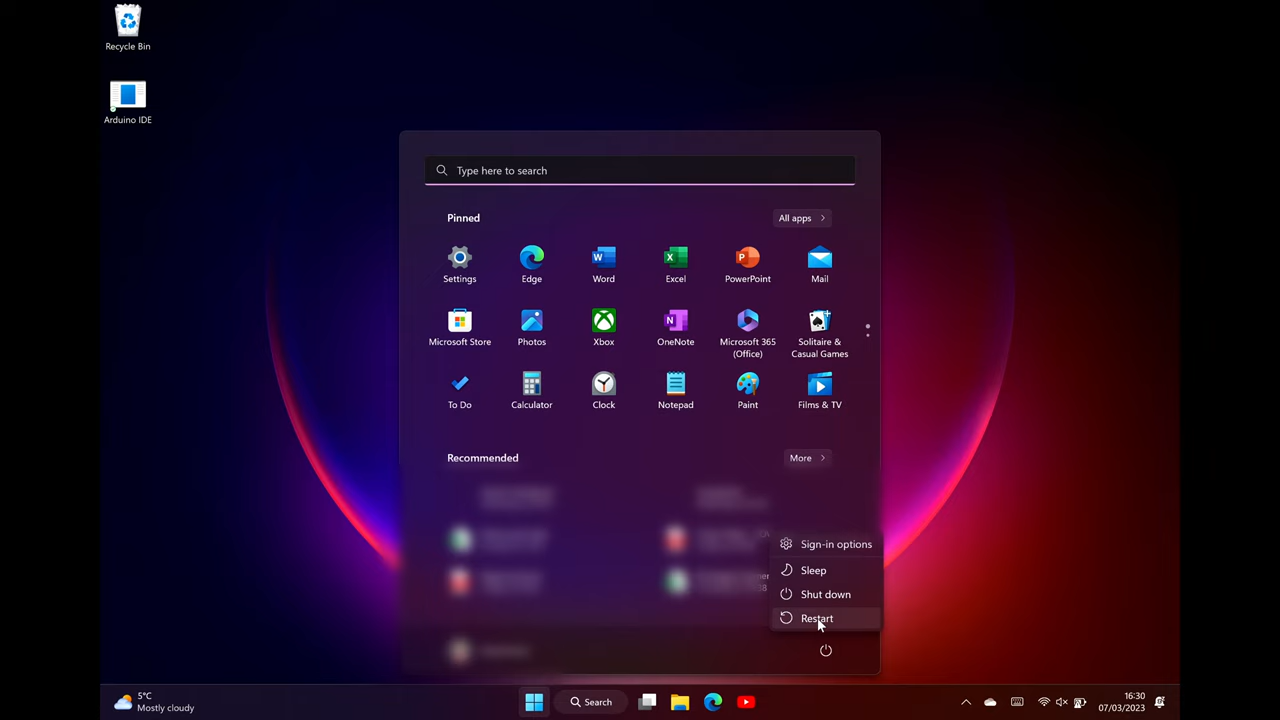 Recycle Bin
Arduino IDE
Type here to search
Pinned
All apps
Settings
Edge
Word
Excel
PowerPoint
Mail
Microsoft Store
Photos
Xbox
OneNote
Microsoft 365
(Office)
Solitaire &
Casual Games
To Do
Calculator
Clock
Notepad
Paint
Films & TV
Recommended
More
Sign-in options
Sleep
Shut down
Restart
5°C
Mostly cloudy
Search
16:30
07/03/2023